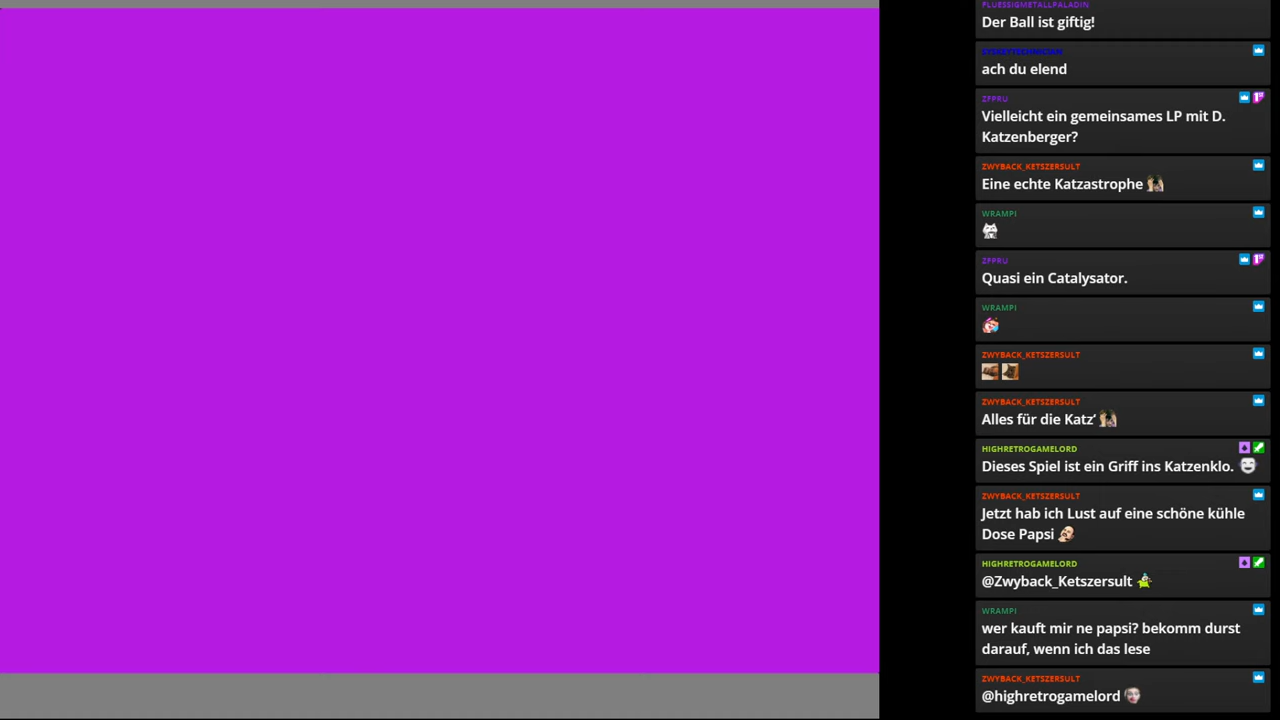 FLUESSIGMETALLPALADIN
Der Ball ist giftig!
ach du elend
ZFPRU
Vielleicht ein gemeinsames LP mit D.
Katzenberger?
ZWYBACK_KETSZERSULT
Eine echte Katzastrophe
WRAMPI
ZFPRU
Quasi ein Catalysator.
WRAMPI
ZWYBACK_KETSZERSULT
ZWYBACK_KETSZERSULT
Alles für die Katz'
HIGHRETROGAMELORD
Dieses Spiel ist ein Griff ins Katzenklo.
ZWYBACK_KETSZERSULT
Jetzt hab ich Lust auf eine schöne kühle
Dose Papsi
HIGHRETROGAMELORD
@Zwyback_Ketszersult
WRAMPI
wer kauft mir ne papsi? bekomm durst
darauf, wenn ich das lese
ZWYBACK_KETSZERSULT
@highretrogamelord